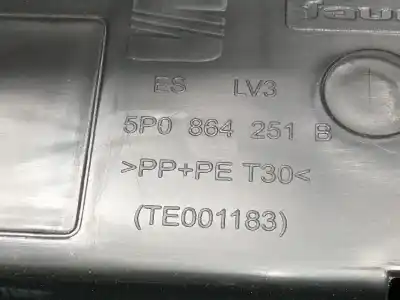 ES LV3
5P0 864 251 B
>PP+PE T30<
(TE001183)